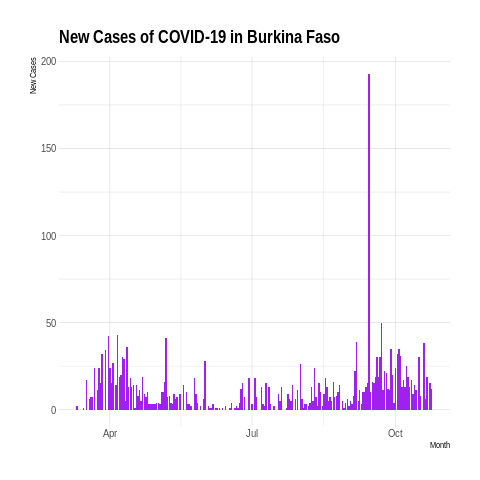 New Cases of COVID-19 in Burkina Faso
New Cases
200
150
100
50
0
Apr
Jul
Oct
Month